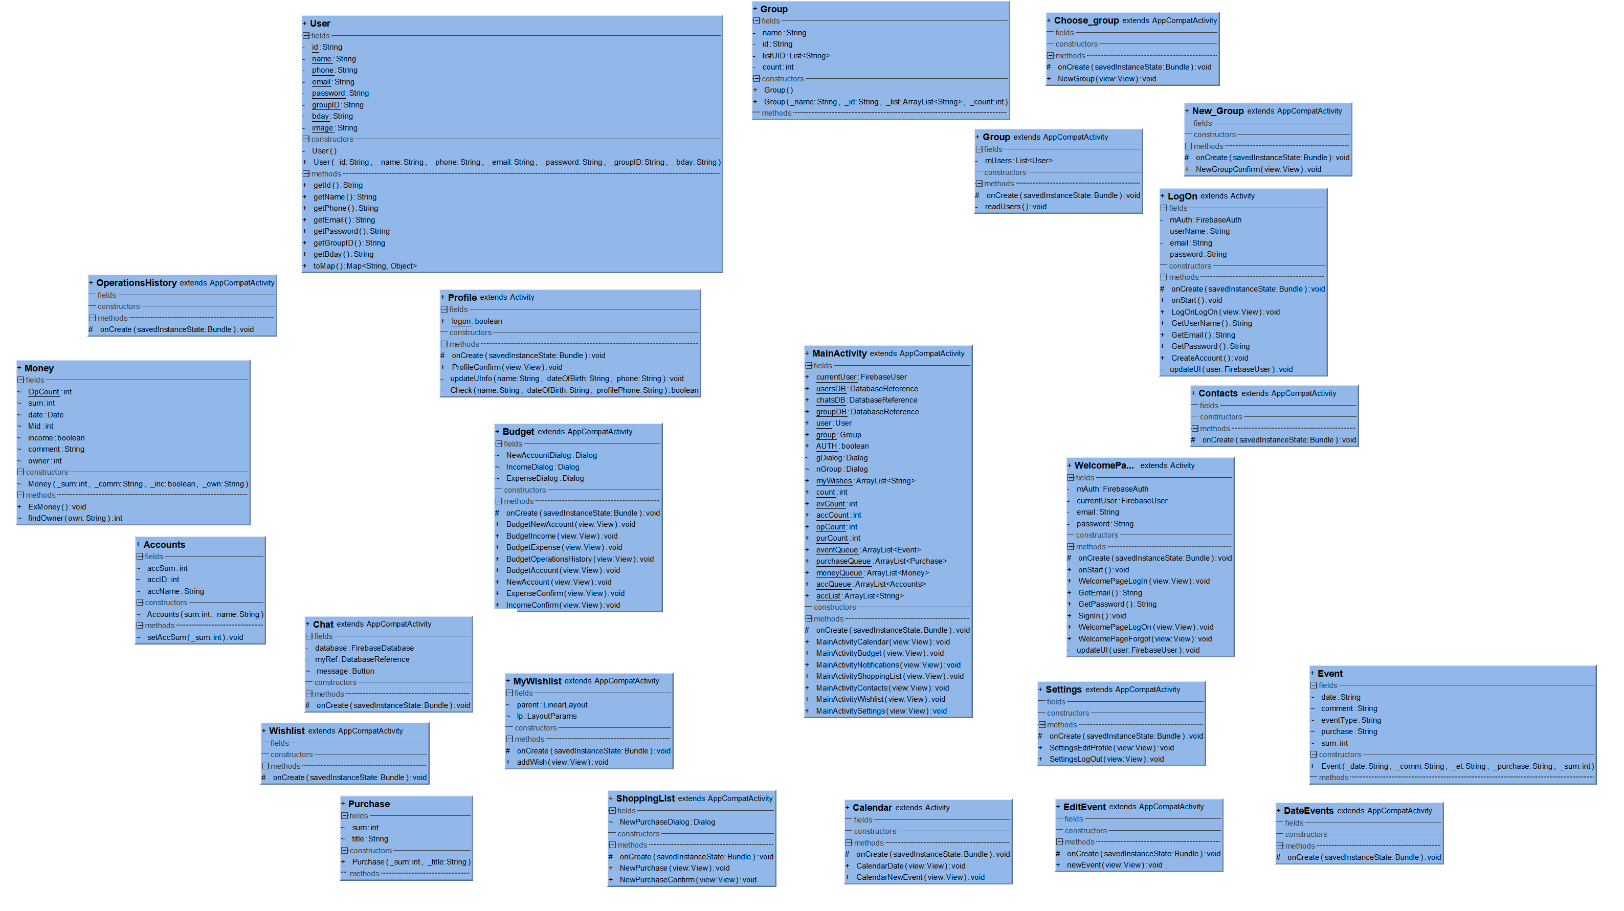 + User
fields
- id : String
- name : String
- phone : String
- email : String
- password : String
- groupID : String
- bday : String
- image : String
constructors
- User ( )
+ User ( _id: String , _name: String , _phone: String , _email: String , _password: String , _groupID: String , _bday: String )
methods
+ getId ( ) : String
+ getName ( ) : String
+ getPhone ( ) : String
+ getEmail ( ) : String
+ getPassword ( ) : String
+ getGroupID ( ) : String
+ getBday ( ) : String
+ toMap ( ) : Map<String, Object>
+ Group
fields
- name : String
- id : String
- listUID : List<String>
- count : int
constructors
+ Group ( )
+ Group ( _name: String , _id: String , _list: ArrayList<String> , _count: int )
methods
+ Choose_group extends AppCompatActivity
fields
constructors
methods
# onCreate ( savedInstanceState: Bundle ) : void
+ NewGroup ( view: View ) : void
+ New_Group extends AppCompatActivity
fields
constructors
methods
# onCreate ( savedInstanceState: Bundle ) : void
+ NewGroupConfirm ( view: View ) : void
+ Group extends AppCompatActivity
fields
- mUsers : List<User>
constructors
methods
# onCreate ( savedInstanceState: Bundle ) : void
- readUsers ( ) : void
+ LogOn extends Activity
fields
- mAuth : FirebaseAuth
userName : String
- email : String
password : String
constructors
methods
# onCreate ( savedInstanceState: Bundle ) : void
+ onStart ( ) : void
+ LogOnLogOn ( view: View ) : void
+ GetUserName ( ) : String
+ GetEmail ( ) : String
+ GetPassword ( ) : String
+ CreateAccount ( ) : void
updateUI ( user: FirebaseUser ) : void
+ OperationsHistory extends AppCompatActivity
fields
constructors
methods
# onCreate ( savedInstanceState: Bundle ) : void
+ Profile extends Activity
fields
+ logon : boolean
constructors
methods
# onCreate ( savedInstanceState: Bundle ) : void
+ ProfileConfirm ( view: View ) : void
- updateUInfo ( name: String , dateOfBirth: String , phone: String ) : void
Check ( name: String , dateOfBirth: String , profilePhone: String ) : boolean
+ Money
fields
~ OpCount : int
~ sum : int
~ date : Date
~ Mid : int
~ income : boolean
~ comment : String
~ owner : int
constructors
~ Money ( _sum: int , _comm: String , _inc: boolean , _own: String )
methods
+ ExMoney ( ) : void
~ findOwner ( own: String ) : int
+ MainActivity extends AppCompatActivity
fields
+ currentUser : FirebaseUser
+ usersDB : DatabaseReference
+ chatsDB : DatabaseReference
+ groupDB : DatabaseReference
+ user : User
+ group : Group
+ AUTH : boolean
~ gDialog : Dialog
~ nGroup : Dialog
+ myWishes : ArrayList<String>
+ count : int
+ evCount : int
+ accCount : int
+ opCount : int
+ purCount : int
+ eventQueue : ArrayList<Event>
+ purchaseQueue : ArrayList<Purchase>
+ moneyQueue : ArrayList<Money>
+ accQueue : ArrayList<Accounts>
+ accList : ArrayList<String>
constructors
methods
# onCreate ( savedInstanceState: Bundle ) : void
+ MainActivityCalendar ( view: View ) : void
+ MainActivityBudget ( view: View ) : void
+ MainActivityNotifications ( view: View ) : void
+ MainActivityShoppingList ( view: View ) : void
+ MainActivityContacts ( view: View ) : void
+ MainActivityWishlist ( view: View ) : void
+ MainActivitySettings ( view: View ) : void
+ Contacts extends AppCompatActivity
fields
constructors
methods
# onCreate ( savedInstanceState: Bundle ) : void
+ Budget extends AppCompatActivity
fields
~ NewAccountDialog : Dialog
~ IncomeDialog : Dialog
~ ExpenseDialog : Dialog
constructors
methods
# onCreate ( savedInstanceState: Bundle ) : void
+ BudgetNewAccount ( view: View ) : void
+ BudgetIncome ( view: View ) : void
+ BudgetExpense ( view: View ) : void
+ BudgetOperationsHistory ( view: View ) : void
+ BudgetAccount ( view: View ) : void
+ NewAccount ( view: View ) : void
+ ExpenseConfirm ( view: View ) : void
+ IncomeConfirm ( view: View ) : void
+ WelcomePa... extends Activity
fields
- mAuth : FirebaseAuth
- currentUser : FirebaseUser
- email : String
- password : String
constructors
methods
# onCreate ( savedInstanceState: Bundle ) : void
+ onStart ( ) : void
+ WelcomePageLogIn ( view: View ) : void
+ GetEmail ( ) : String
+ GetPassword ( ) : String
+ SignIn ( ) : void
+ WelcomePageLogOn ( view: View ) : void
+ WelcomePageForgot ( view: View ) : void
- updateUI ( user: FirebaseUser ) : void
+ Accounts
fields
~ accSum : int
~ accID : int
~ accName : String
constructors
~ Accounts ( sum: int , name: String )
methods
~ setAccSum ( _sum: int ) : void
+ Chat extends AppCompatActivity
fields
- database : FirebaseDatabase
- myRef : DatabaseReference
~ message : Button
constructors
methods
# onCreate ( savedInstanceState: Bundle ) : void
+ MyWishlist extends AppCompatActivity
fields
~ parent : LinearLayout
~ lp : LayoutParams
constructors
methods
# onCreate ( savedInstanceState: Bundle ) : void
+ addWish ( view: View ) : void
+ Settings extends AppCompatActivity
fields
constructors
methods
# onCreate ( savedInstanceState: Bundle ) : void
+ SettingsEditProfile ( view: View ) : void
+ SettingsLogOut ( view: View ) : void
+ Event
fields
~ date : String
~ comment : String
~ eventType : String
~ purchase : String
~ sum : int
constructors
+ Event ( _date: String , _comm: String , _et: String , _purchase: String , _sum: int )
methods
+ Wishlist extends AppCompatActivity
fields
constructors
methods
# onCreate ( savedInstanceState: Bundle ) : void
+ Purchase
fields
~ sum : int
~ title : String
constructors
+ Purchase ( _sum: int , _title: String )
methods
+ ShoppingList extends AppCompatActivity
fields
~ NewPurchaseDialog : Dialog
constructors
methods
# onCreate ( savedInstanceState: Bundle ) : void
+ NewPurchase ( view: View ) : void
+ NewPurchaseConfirm ( view: View ) : void
+ Calendar extends Activity
fields
constructors
methods
# onCreate ( savedInstanceState: Bundle ) : void
+ CalendarDate ( view: View ) : void
+ CalendarNewEvent ( view: View ) : void
+ EditEvent extends AppCompatActivity
fields
constructors
methods
# onCreate ( savedInstanceState: Bundle ) : void
+ newEvent ( view: View ) : void
+ DateEvents extends AppCompatActivity
fields
constructors
methods
# onCreate ( savedInstanceState: Bundle ) : void